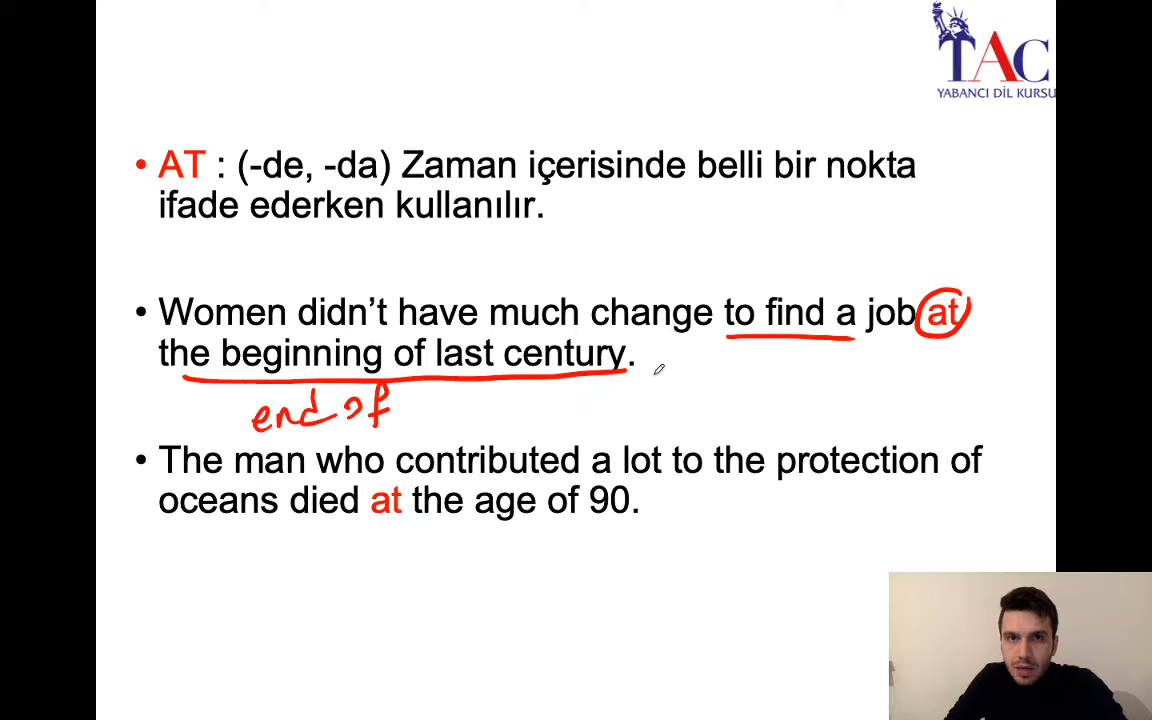 TAC
YABANCI DİL KURSU
• AT : (-de, -da) Zaman içerisinde belli bir nokta
ifade ederken kullanılır.
• Women didn’t have much change to find a job at
the beginning of last century.
end of
• The man who contributed a lot to the protection of
oceans died at the age of 90.